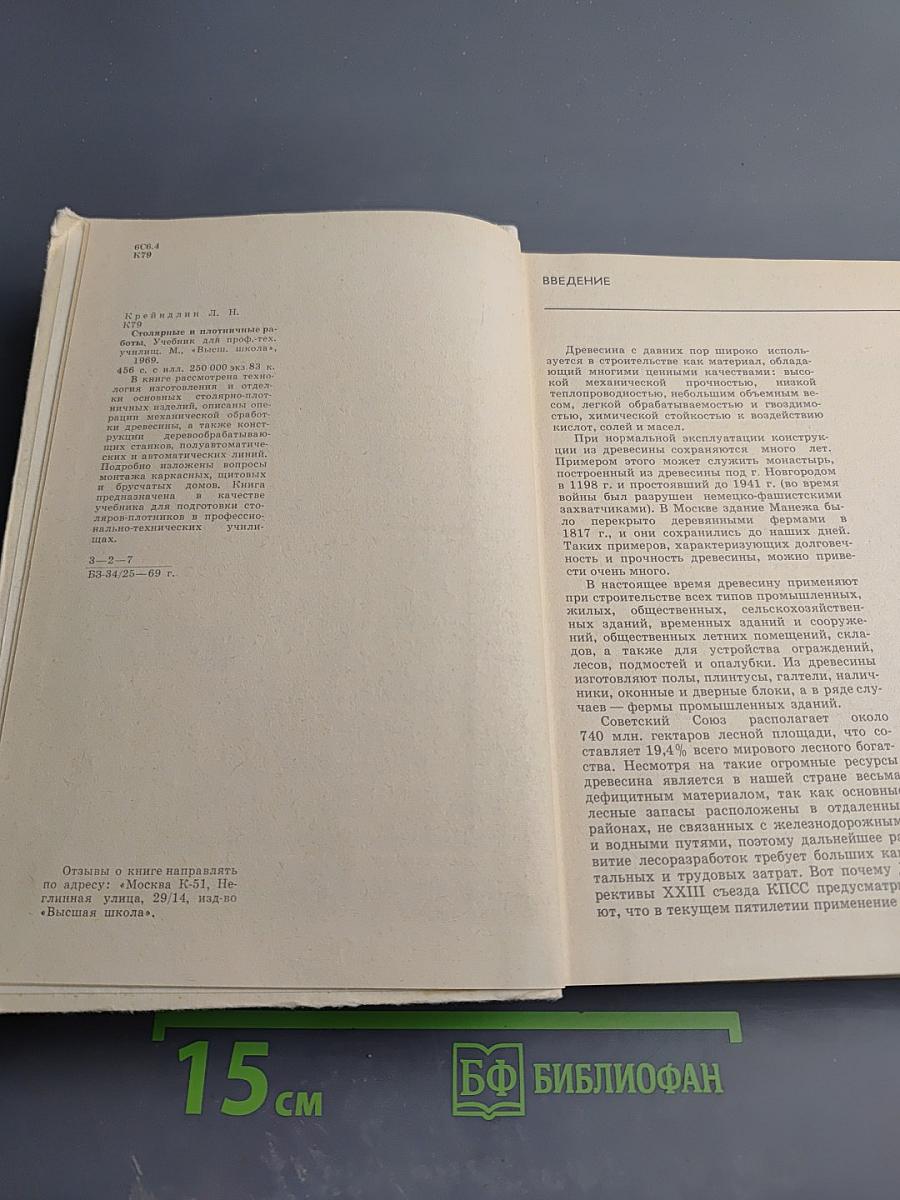 6С6.4
К79
Крейндлин Л. Н.
К79
Столярные и плотничные ра-
боты. Учебник для проф.-тех.
училищ. М., «Высш. школа»,
1969.
456 с. с илл. 250 000 экз. 83 к.
В книге рассмотрена техно-
логия изготовления и отдел-
ки основных столярно-плот-
ничных изделий, описаны опе-
рации механической обработ-
ки древесины, а также конст-
рукции деревообрабатываю-
щих станков, полуавтоматиче-
ских и автоматических линий.
Подробно изложены вопросы
монтажа каркасных, щитовых
и брусчатых домов. Книга
предназначена в качестве
учебника для подготовки сто-
ляров-плотников в профессио-
нально-технических учили-
щах.
3—2—7
БЗ-34/25—69 г.
Отзывы о книге направлять
по адресу: «Москва К-51, Не-
глинная улица, 29/14, изд-во
«Высшая школа».
ВВЕДЕНИЕ
Древесина с давних пор широко исполь-
зуется в строительстве как материал, облада-
ющий многими ценными качествами: высо-
кой механической прочностью, низкой
теплопроводностью, небольшим объемным ве-
сом, легкой обрабатываемостью и гвоздимо-
стью, химической стойкостью к воздействию
кислот, солей и масел.
При нормальной эксплуатации конструк-
ции из древесины сохраняются много лет.
Примером этого может служить монастырь,
построенный из древесины под г. Новгородом
в 1198 г. и простоявший до 1941 г. (во время
войны был разрушен немецко-фашистскими
захватчиками). В Москве здание Манежа бы-
ло перекрыто деревянными фермами в
1817 г., и они сохранились до наших дней.
Таких примеров, характеризующих долговеч-
ность и прочность древесины, можно приве-
сти очень много.
В настоящее время древесину применяют
при строительстве всех типов промышленных,
жилых, общественных, сельскохозяйствен-
ных зданий, временных зданий и сооруже-
ний, общественных летних помещений, скла-
дов, а также для устройства ограждений,
лесов, подмостей и опалубки. Из древесины
изготовляют полы, плинтусы, галтели, налич-
ники, оконные и дверные блоки, а в ряде слу-
чаев — фермы промышленных зданий.
Советский Союз располагает около
740 млн. гектаров лесной площади, что со-
ставляет 19,4% всего мирового лесного богат-
ства. Несмотря на такие огромные ресурсы
древесина является в нашей стране весьма
дефицитным материалом, так как основные
лесные запасы расположены в отдаленны
районах, не связанных с железнодорожным
и водными путями, поэтому дальнейшее ра
витие лесоразработок требует больших кап
тальных и трудовых затрат. Вот почему Д
рективы XXIII съезда КПСС предусматри
ют, что в текущем пятилетии применение
15 см
БФ БИБЛИОФАН